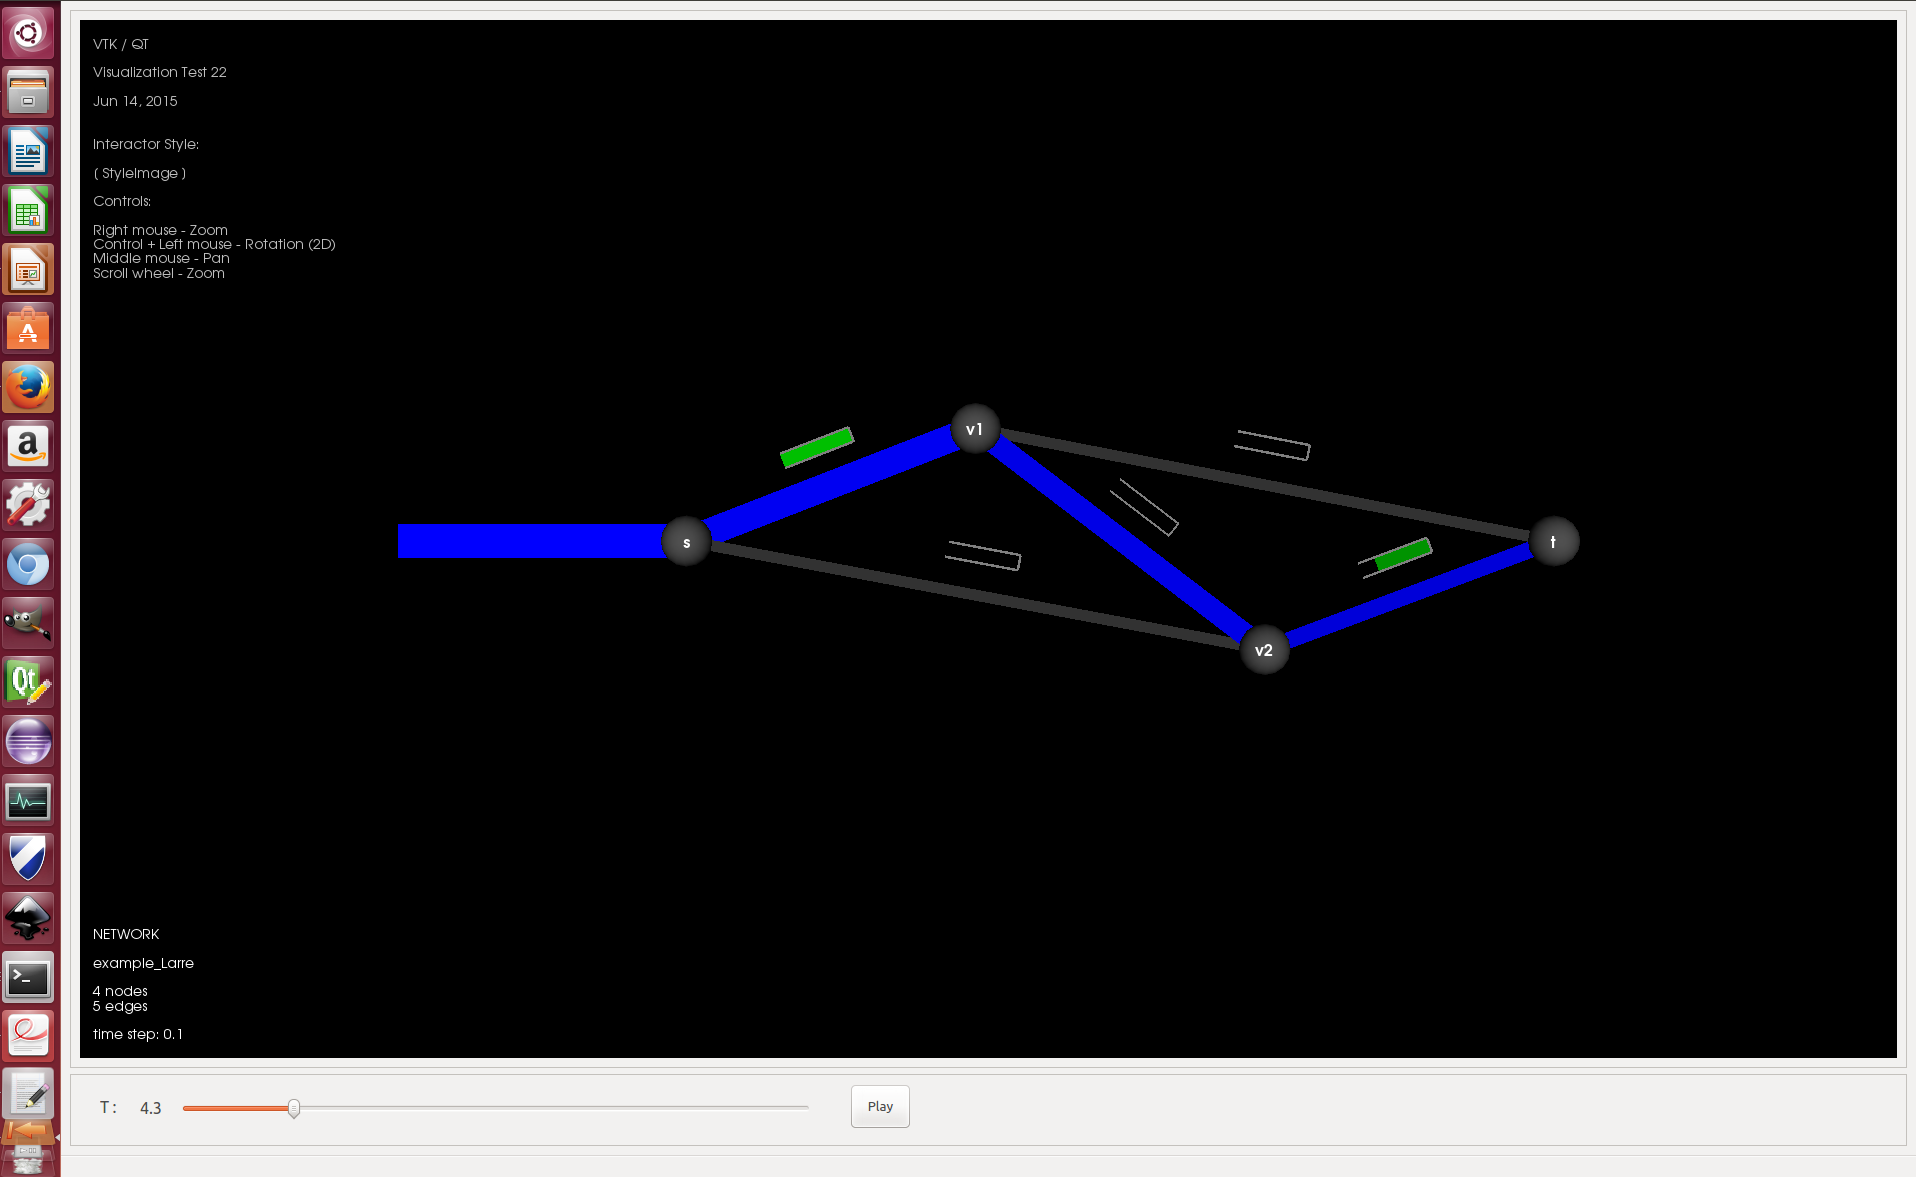 VTK / QT
Visualization Test 22
Jun 14, 2015
Interactor Style:
( StyleImage )
Controls:
Right mouse - Zoom
Control + Left mouse - Rotation (2D)
Middle mouse - Pan
Scroll wheel - Zoom
v1
s
t
v2
NETWORK
example_Larre
4 nodes
5 edges
time step: 0.1
T: 4.3
Play